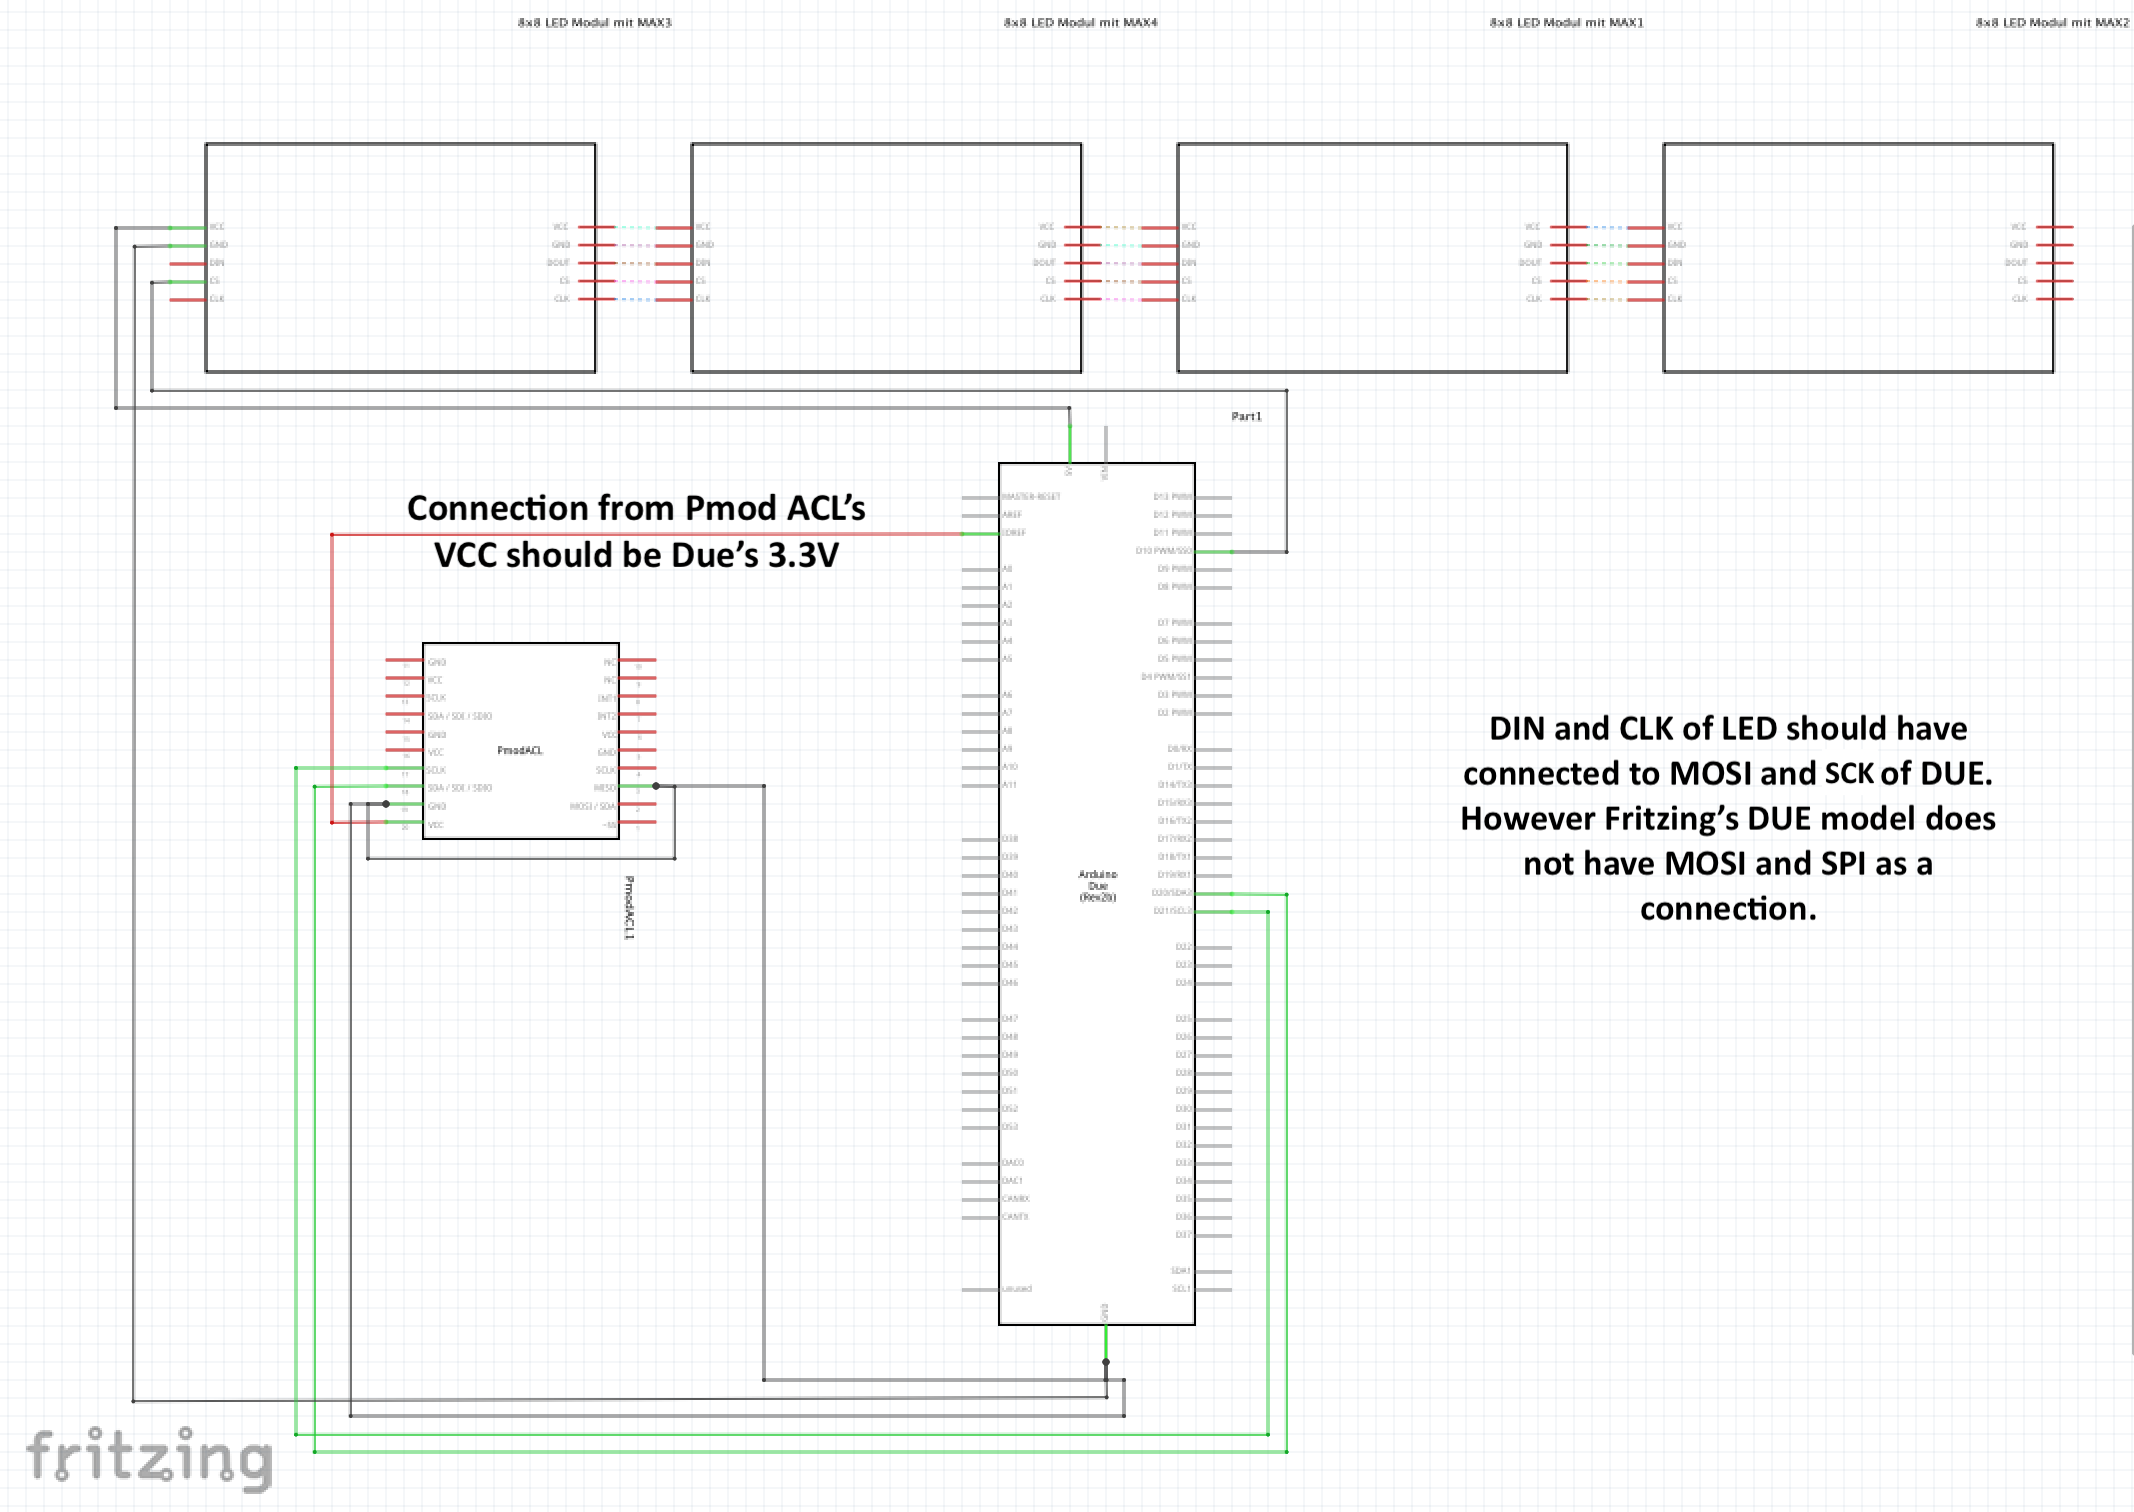 8x8 LED Modul mit MAX3
8x8 LED Modul mit MAX4
8x8 LED Modul mit MAX1
8x8 LED Modul mit MAX2
VCC
GND
DIN
CS
CLK
VCC
GND
DOUT
CS
CLK
VCC
GND
DIN
CS
CLK
VCC
GND
DOUT
CS
CLK
VCC
GND
DIN
CS
CLK
VCC
GND
DOUT
CS
CLK
VCC
GND
DIN
CS
CLK
VCC
GND
DOUT
CS
CLK
Part1
Connection from Pmod ACL’s
VCC should be Due’s 3.3V
GND
VCC
SCLK
SDA / SDI / SDIO
GND
VCC
SCLK
SDA / SDI / SDIO
GND
VCC
PmodACL
NC
NC
INT1
INT2
VCC
GND
SCLK
MISO
MOSI / SDA
~SS
PmodACL1
5V
MASTER-RESET
AREF
IOREF
A0
A1
A2
A3
A4
A5
A6
A7
A8
A9
A10
A11
D38
D39
D40
D41
D42
D43
D44
D45
D46
D47
D48
D49
D50
D51
D52
D53
DAC0
DAC1
CANRX
CANTX
unused
Arduino
Due
(Rev2b)
D13 PWM
D12 PWM
D11 PWM
D10 PWM/SS0
D9 PWM
D8 PWM
D7 PWM
D6 PWM
D5 PWM
D4 PWM/SS1
D3 PWM
D2 PWM
D0/RX
D1/TX
D14/TX3
D15/RX3
D16/TX2
D17/RX2
D18/TX1
D19/RX1
D20/SDA
D21/SCL
D22
D23
D24
D25
D26
D27
D28
D29
D30
D31
D32
D33
D34
D35
D36
D37
SDA1
SCL1
GND
DIN and CLK of LED should have
connected to MOSI and SCK of DUE.
However Fritzing’s DUE model does
not have MOSI and SPI as a
connection.
fritzing